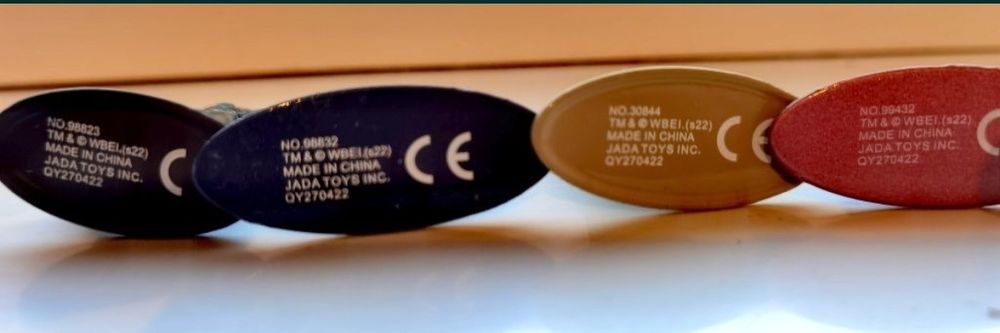 NO.98823
TM & © WBEI.(s22)
MADE IN CHINA
JADA TOYS INC.
QY270422
CE
NO.98832
TM & © WBEI.(s22)
MADE IN CHINA
JADA TOYS INC.
QY270422
CE
NO.30844
TM & © WBEI.(s22)
MADE IN CHINA
JADA TOYS INC.
QY270422
CE
NO.99432
TM & © WBEI.(s22)
MADE IN CHINA
JADA TOYS INC.
QY270422